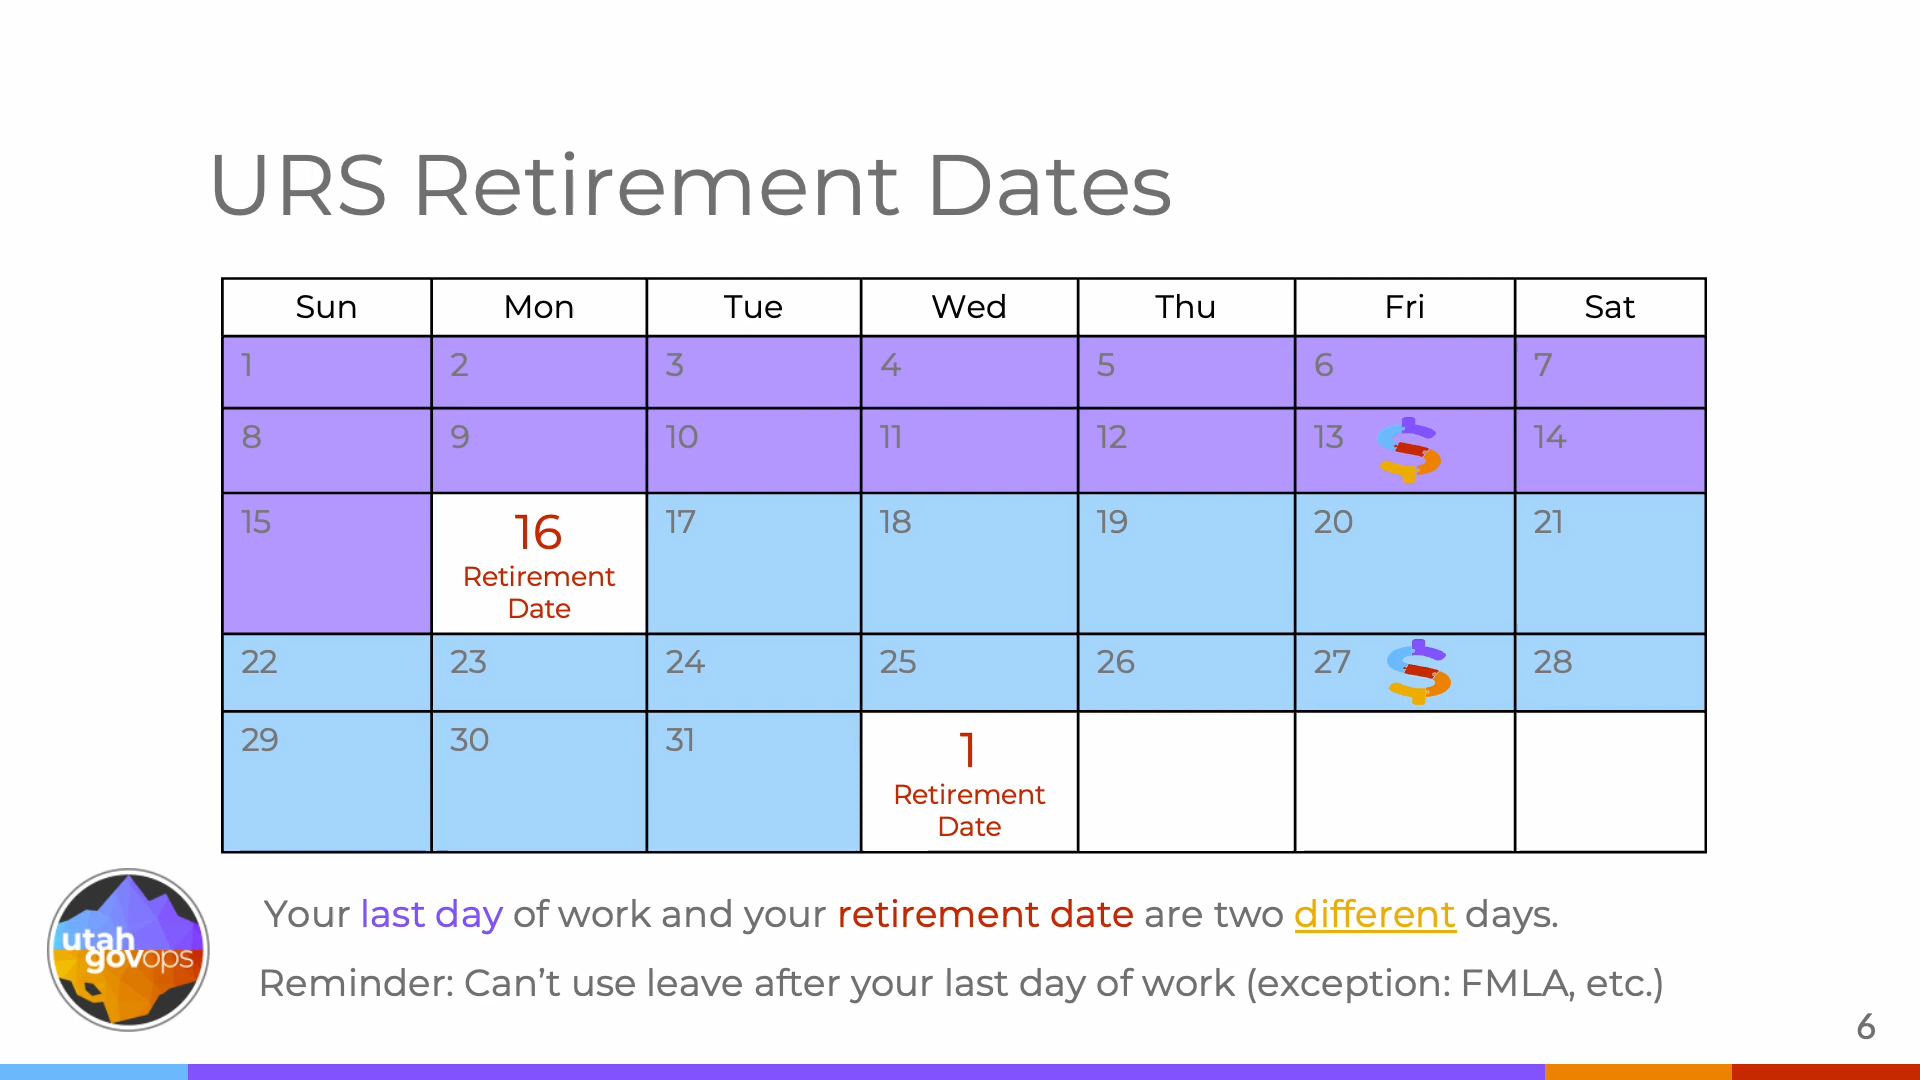 URS Retirement Dates
Sun Mon Tue Wed Thu Fri Sat
1 2 3 4 5 6 7
8 9 10 11 12 13 14
15 16 17 18 19 20 21
Retirement
Date
22 23 24 25 26 27 28
29 30 31 1
Retirement
Date
Your last day of work and your retirement date are two different days.
Reminder: Can’t use leave after your last day of work (exception: FMLA, etc.)
utah
govops
6